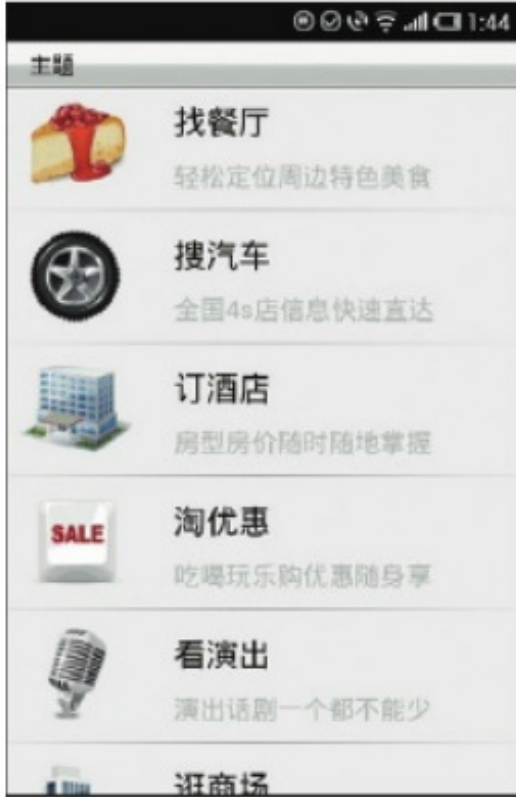 1:44
主题
找餐厅
轻松定位周边特色美食
搜汽车
全国4s店信息快速直达
订酒店
房型房价随时随地掌握
SALE
淘优惠
吃喝玩乐购优惠随身享
看演出
演出话剧一个都不能少
逛商场